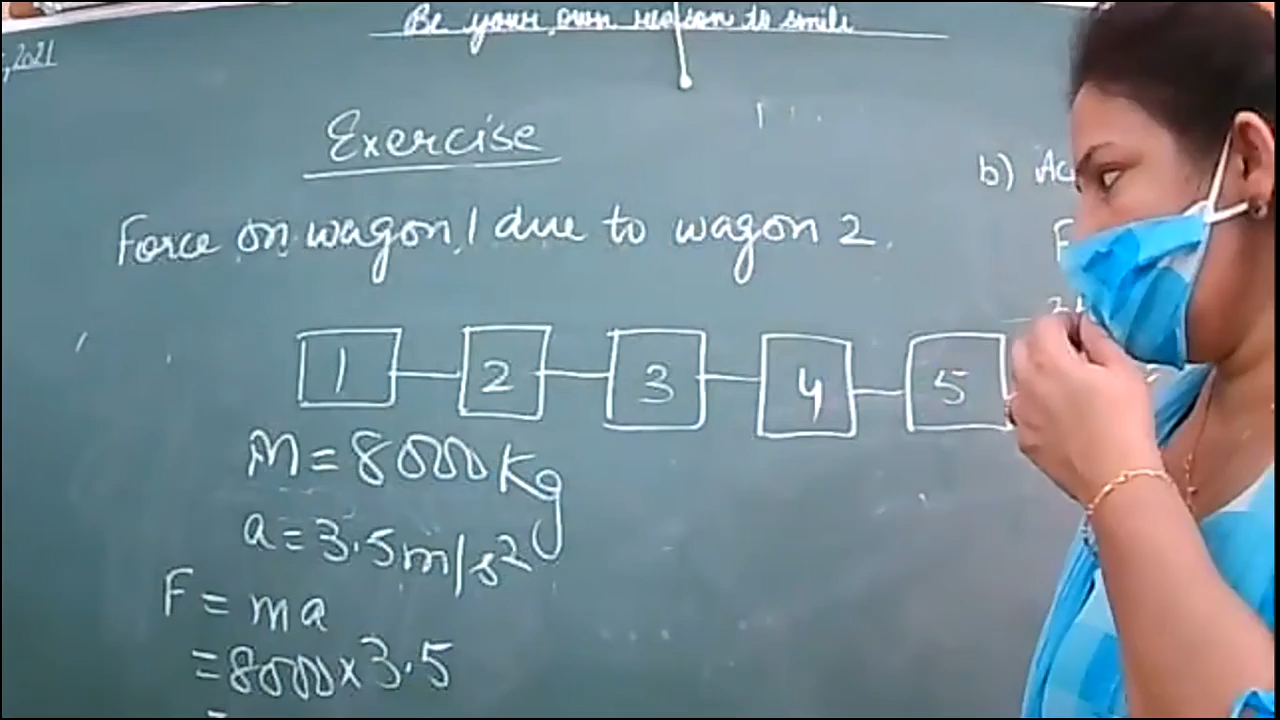 Be your own reason to smile
,2021
Exercise
Force on wagon 1 due to wagon 2.
b)
1 2 3 4 5
M = 8000 Kg
a = 3.5 m/s2
F = ma
= 8000 x 3.5
=